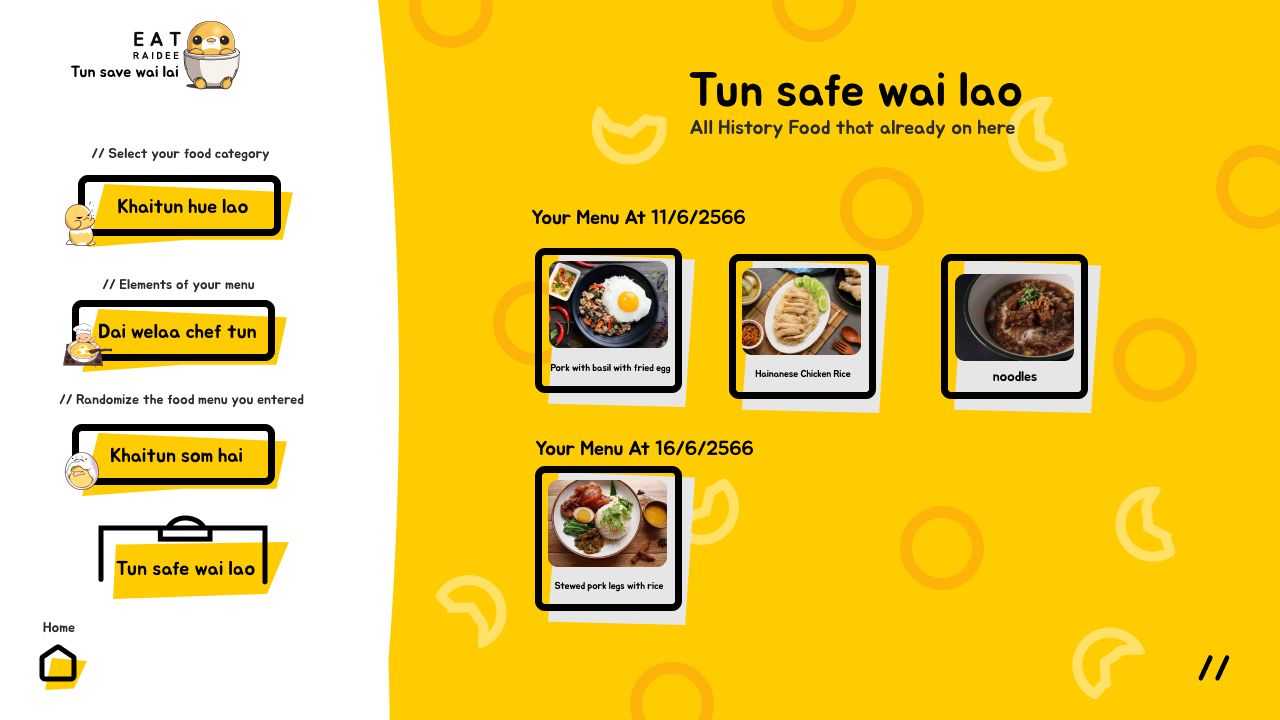 EAT
RAIDEE
Tun save wai lai
// Select your food category
Khaitun hue lao
// Elements of your menu
Dai welaa chef tun
// Randomize the food menu you entered
Khaitun som hai
Tun safe wai lao
Home
Tun safe wai lao
All History Food that already on here
Your Menu At 11/6/2566
Pork with basil with fried egg
Hainanese Chicken Rice
noodles
Your Menu At 16/6/2566
Stewed pork legs with rice
//